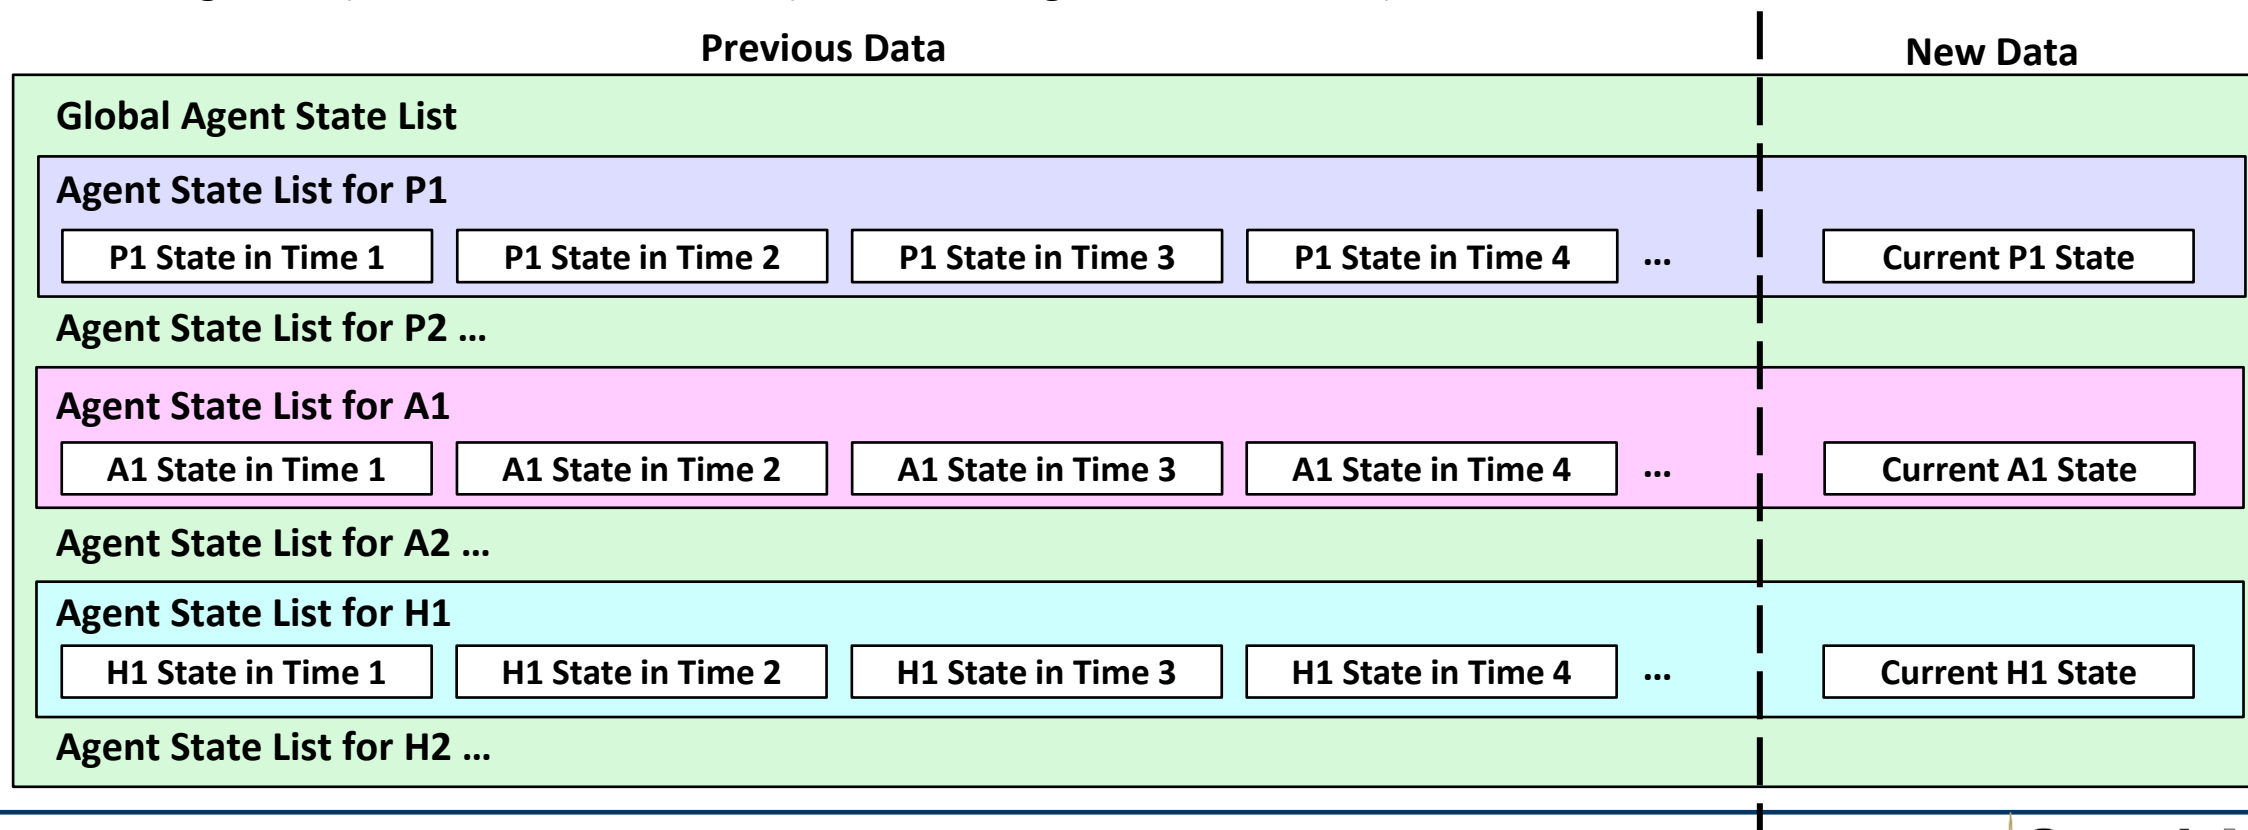 Previous Data
New Data
Global Agent State List
Agent State List for P1
P1 State in Time 1 P1 State in Time 2 P1 State in Time 3 P1 State in Time 4 ... Current P1 State
Agent State List for P2 ...
Agent State List for A1
A1 State in Time 1 A1 State in Time 2 A1 State in Time 3 A1 State in Time 4 ... Current A1 State
Agent State List for A2 ...
Agent State List for H1
H1 State in Time 1 H1 State in Time 2 H1 State in Time 3 H1 State in Time 4 ... Current H1 State
Agent State List for H2 ...